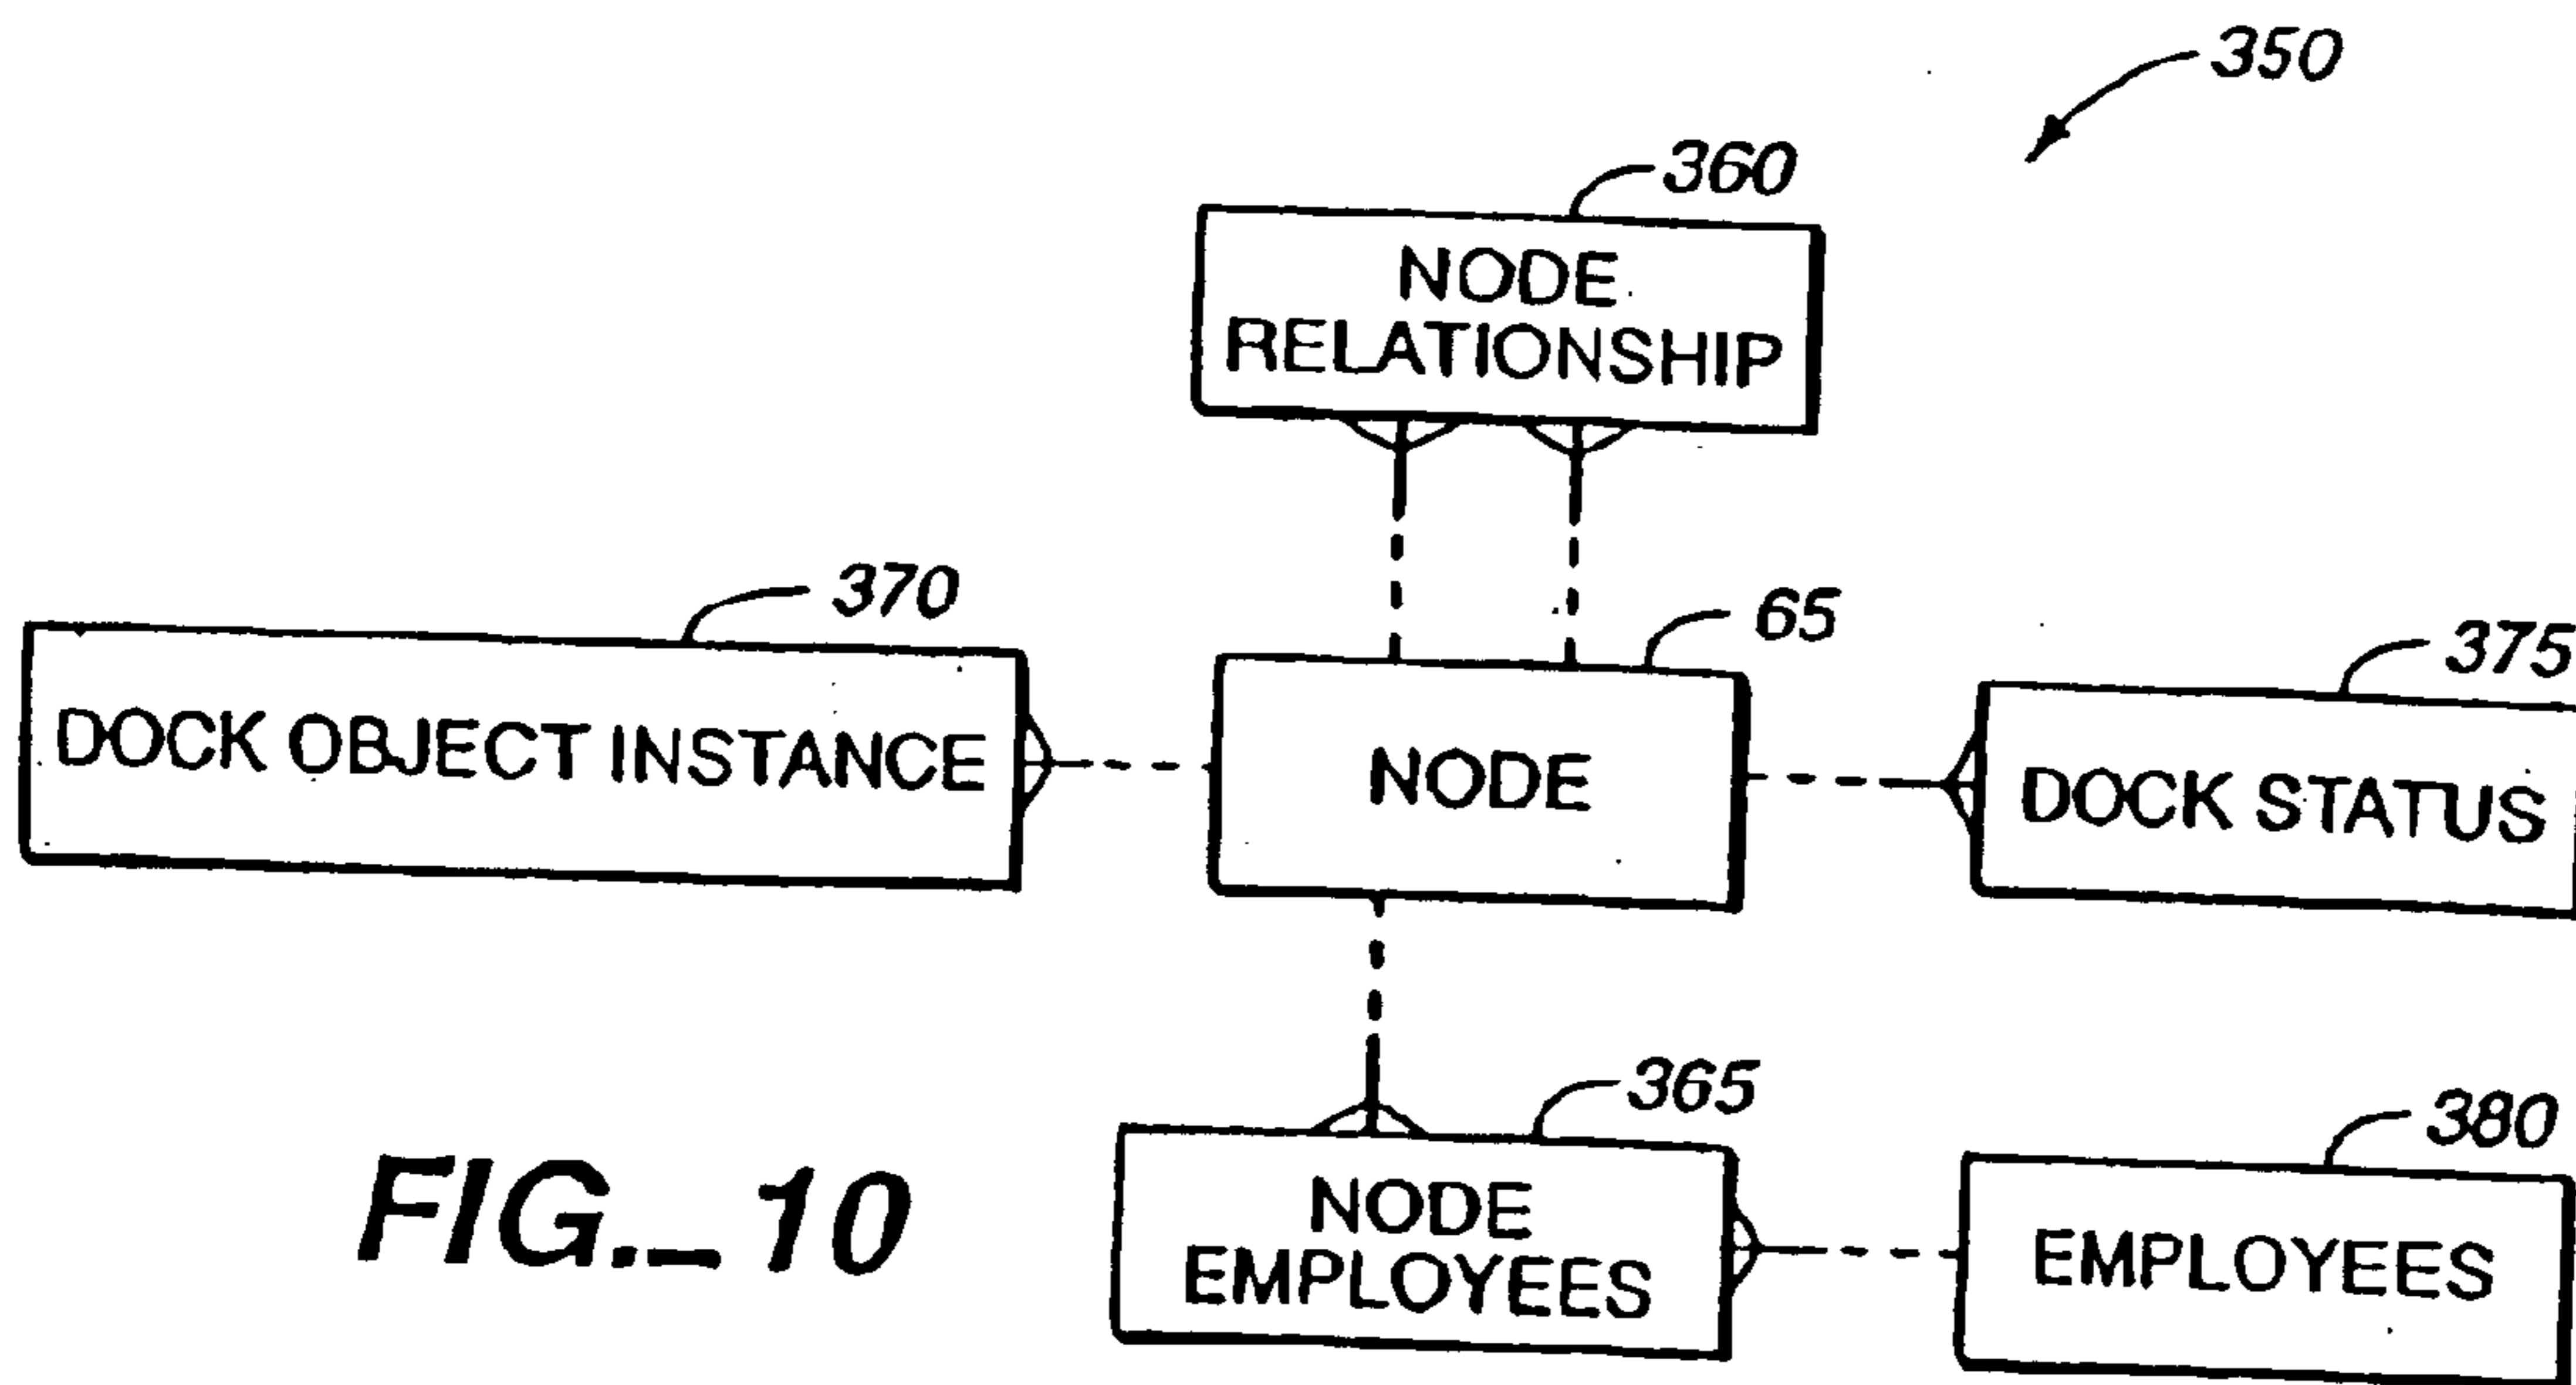 350
360
NODE
RELATIONSHIP
370
65
375
DOCK OBJECT INSTANCE
NODE
DOCK STATUS
365
380
FIG._10
NODE
EMPLOYEES
EMPLOYEES